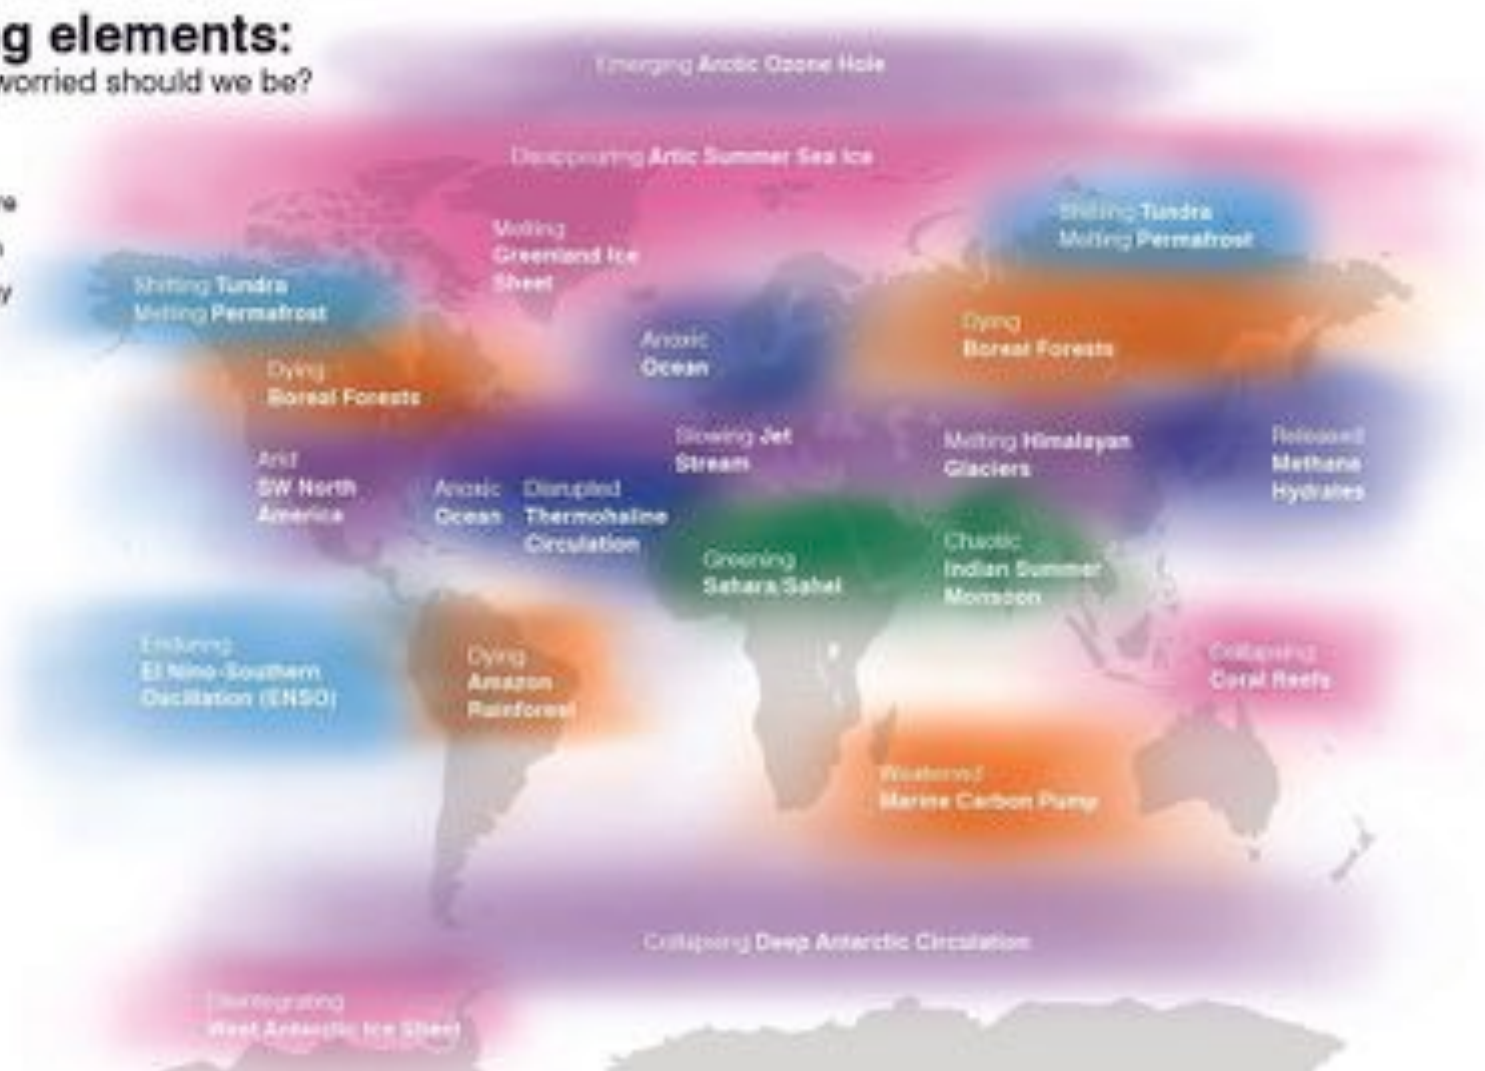 g elements:
worried should we be?
Emerging Arctic Ozone Hole
Disappearing Artic Summer Sea Ice
Melting
Greenland Ice
Sheet
Shifting Tundra
Melting Permafrost
Shifting Tundra
Melting Permafrost
Dying
Boreal Forests
Anoxic
Ocean
Dying
Boreal Forests
Arid
SW North
America
Anoxic
Ocean
Disrupted
Thermohaline
Circulation
Slowing Jet
Stream
Melting Himalayan
Glaciers
Released
Methane
Hydrates
Greening
Sahara/Sahel
Chaotic
Indian Summer
Monsoon
Enduring
El Nino-Southern
Oscillation (ENSO)
Dying
Amazon
Rainforest
Collapsing
Coral Reefs
Weakened
Marine Carbon Pump
Collapsing Deep Antarctic Circulation
Disintegrating
West Antarctic Ice Sheet